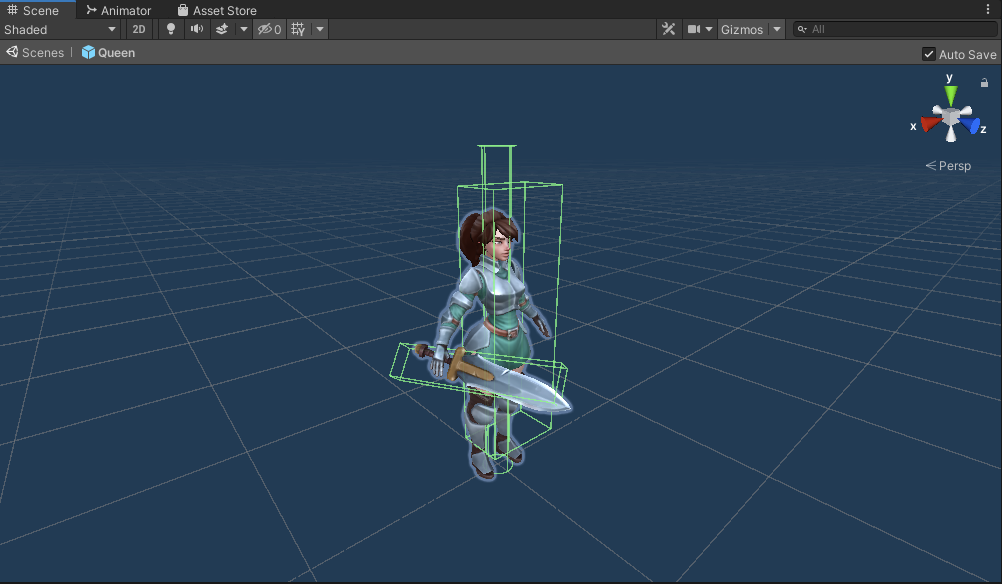 Scene Animator Asset Store
Shaded 2D 0 Gizmos All
Scenes | Queen Auto Save
y
x z
Persp